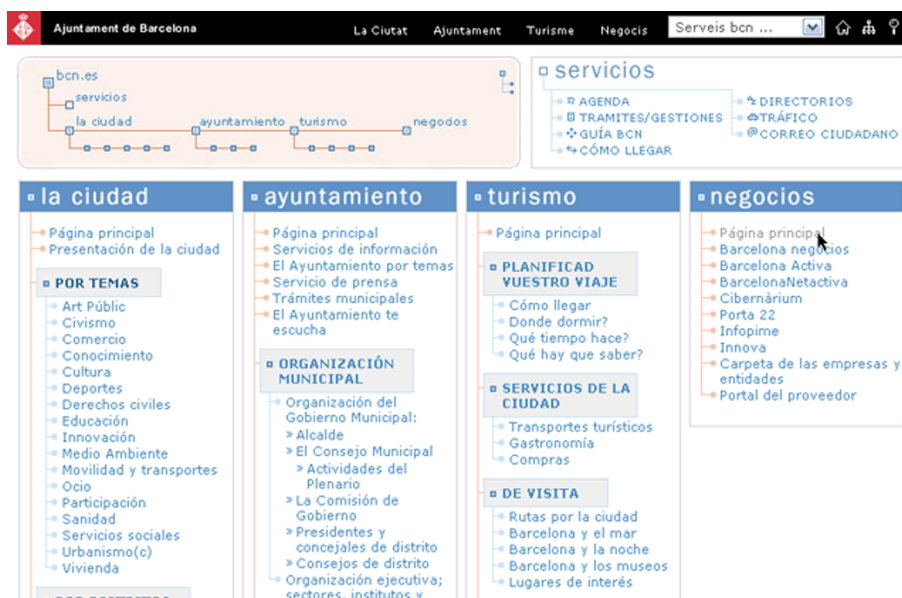 Ajuntament de Barcelona
La Ciutat Ajuntament Turisme Negocis Serveis bcn ...
bcn.es
servicios
la ciudad ayuntamiento turismo negodos
servicios
AGENDA
TRAMITES/GESTIONES
GUÍA BCN
CÓMO LLEGAR
DIRECTORIOS
TRÁFICO
CORREO CIUDADANO
la ciudad
Página principal
Presentación de la ciudad
POR TEMAS
Art Públic
Civismo
Comercio
Conocimiento
Cultura
Deportes
Derechos civiles
Educación
Innovación
Medio Ambiente
Movilidad y transportes
Ocio
Participación
Sanidad
Servicios sociales
Urbanismo(c)
Vivienda
ayuntamiento
Página principal
Servicios de información
El Ayuntamiento por temas
Servicio de prensa
Trámites municipales
El Ayuntamiento te
escucha
ORGANIZACIÓN
MUNICIPAL
Organización del
Gobierno Municipal:
» Alcalde
» El Consejo Municipal
» Actividades del
Plenario
» La Comisión de
Gobierno
» Presidentes y
concejales de distrito
» Consejos de distrito
Organización ejecutiva;
sectores, institutos y
turismo
Página principal
PLANIFICAD
VUESTRO VIAJE
Cómo llegar
Donde dormir?
Qué tiempo hace?
Qué hay que saber?
SERVICIOS DE LA
CIUDAD
Transportes turísticos
Gastronomía
Compras
DE VISITA
Rutas por la ciudad
Barcelona y el mar
Barcelona y la noche
Barcelona y los museos
Lugares de interés
negocios
Página principal
Barcelona negocios
Barcelona Activa
BarcelonaNetactiva
Cibernàrium
Porta 22
Infopime
Innova
Carpeta de las empresas y
entidades
Portal del proveedor